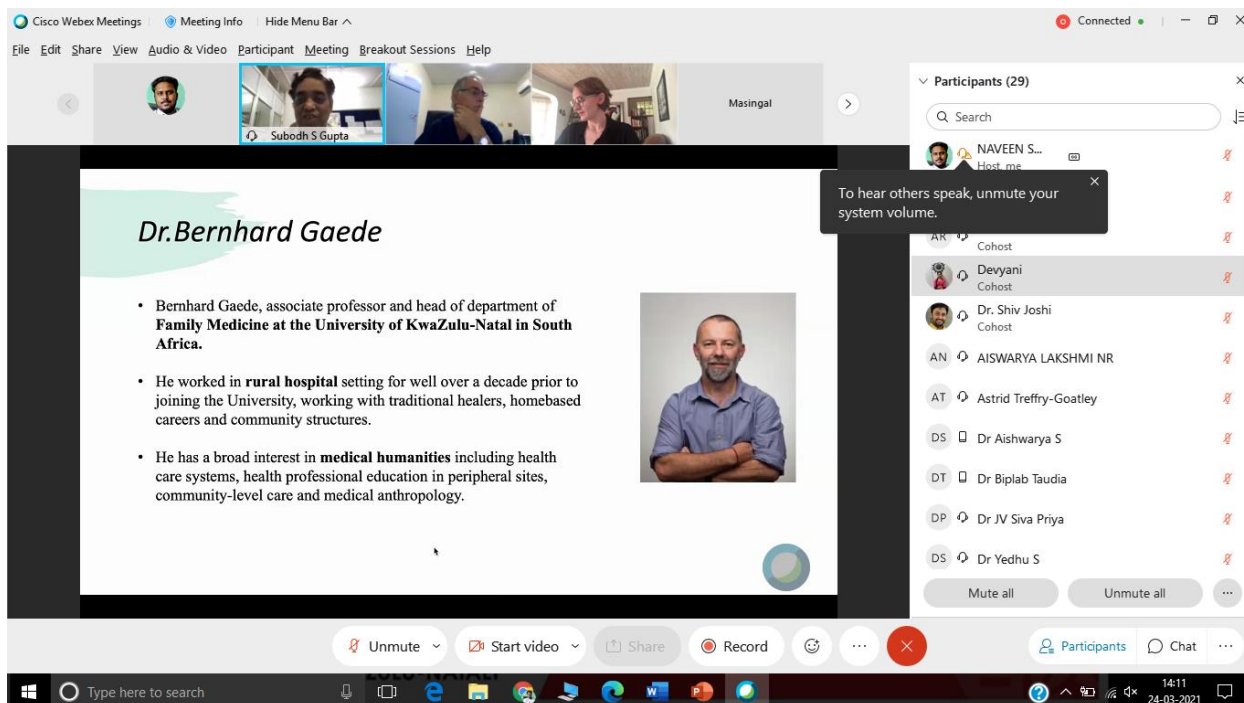 Cisco Webex Meetings Meeting Info Hide Menu Bar Connected
File Edit Share View Audio & Video Participant Meeting Breakout Sessions Help
Subodh S Gupta
Masingal
Dr.Bernhard Gaede
• Bernhard Gaede, associate professor and head of department of
Family Medicine at the University of KwaZulu-Natal in South
Africa.
• He worked in rural hospital setting for well over a decade prior to
joining the University, working with traditional healers, homebased
careers and community structures.
• He has a broad interest in medical humanities including health
care systems, health professional education in peripheral sites,
community-level care and medical anthropology.
Participants (29)
Search
NAVEEN S...
Host, me
To hear others speak, unmute your
system volume.
AR
Cohost
Devyani
Cohost
Dr. Shiv Joshi
Cohost
AN AISWARYA LAKSHMI NR
AT Astrid Treffry-Goatley
DS Dr Aishwarya S
DT Dr Biplab Taudia
DP Dr JV Siva Priya
DS Dr Yedhu S
Mute all Unmute all ...
Unmute Start video Share Record ... Participants Chat ...
Type here to search
14:11
24-03-2021